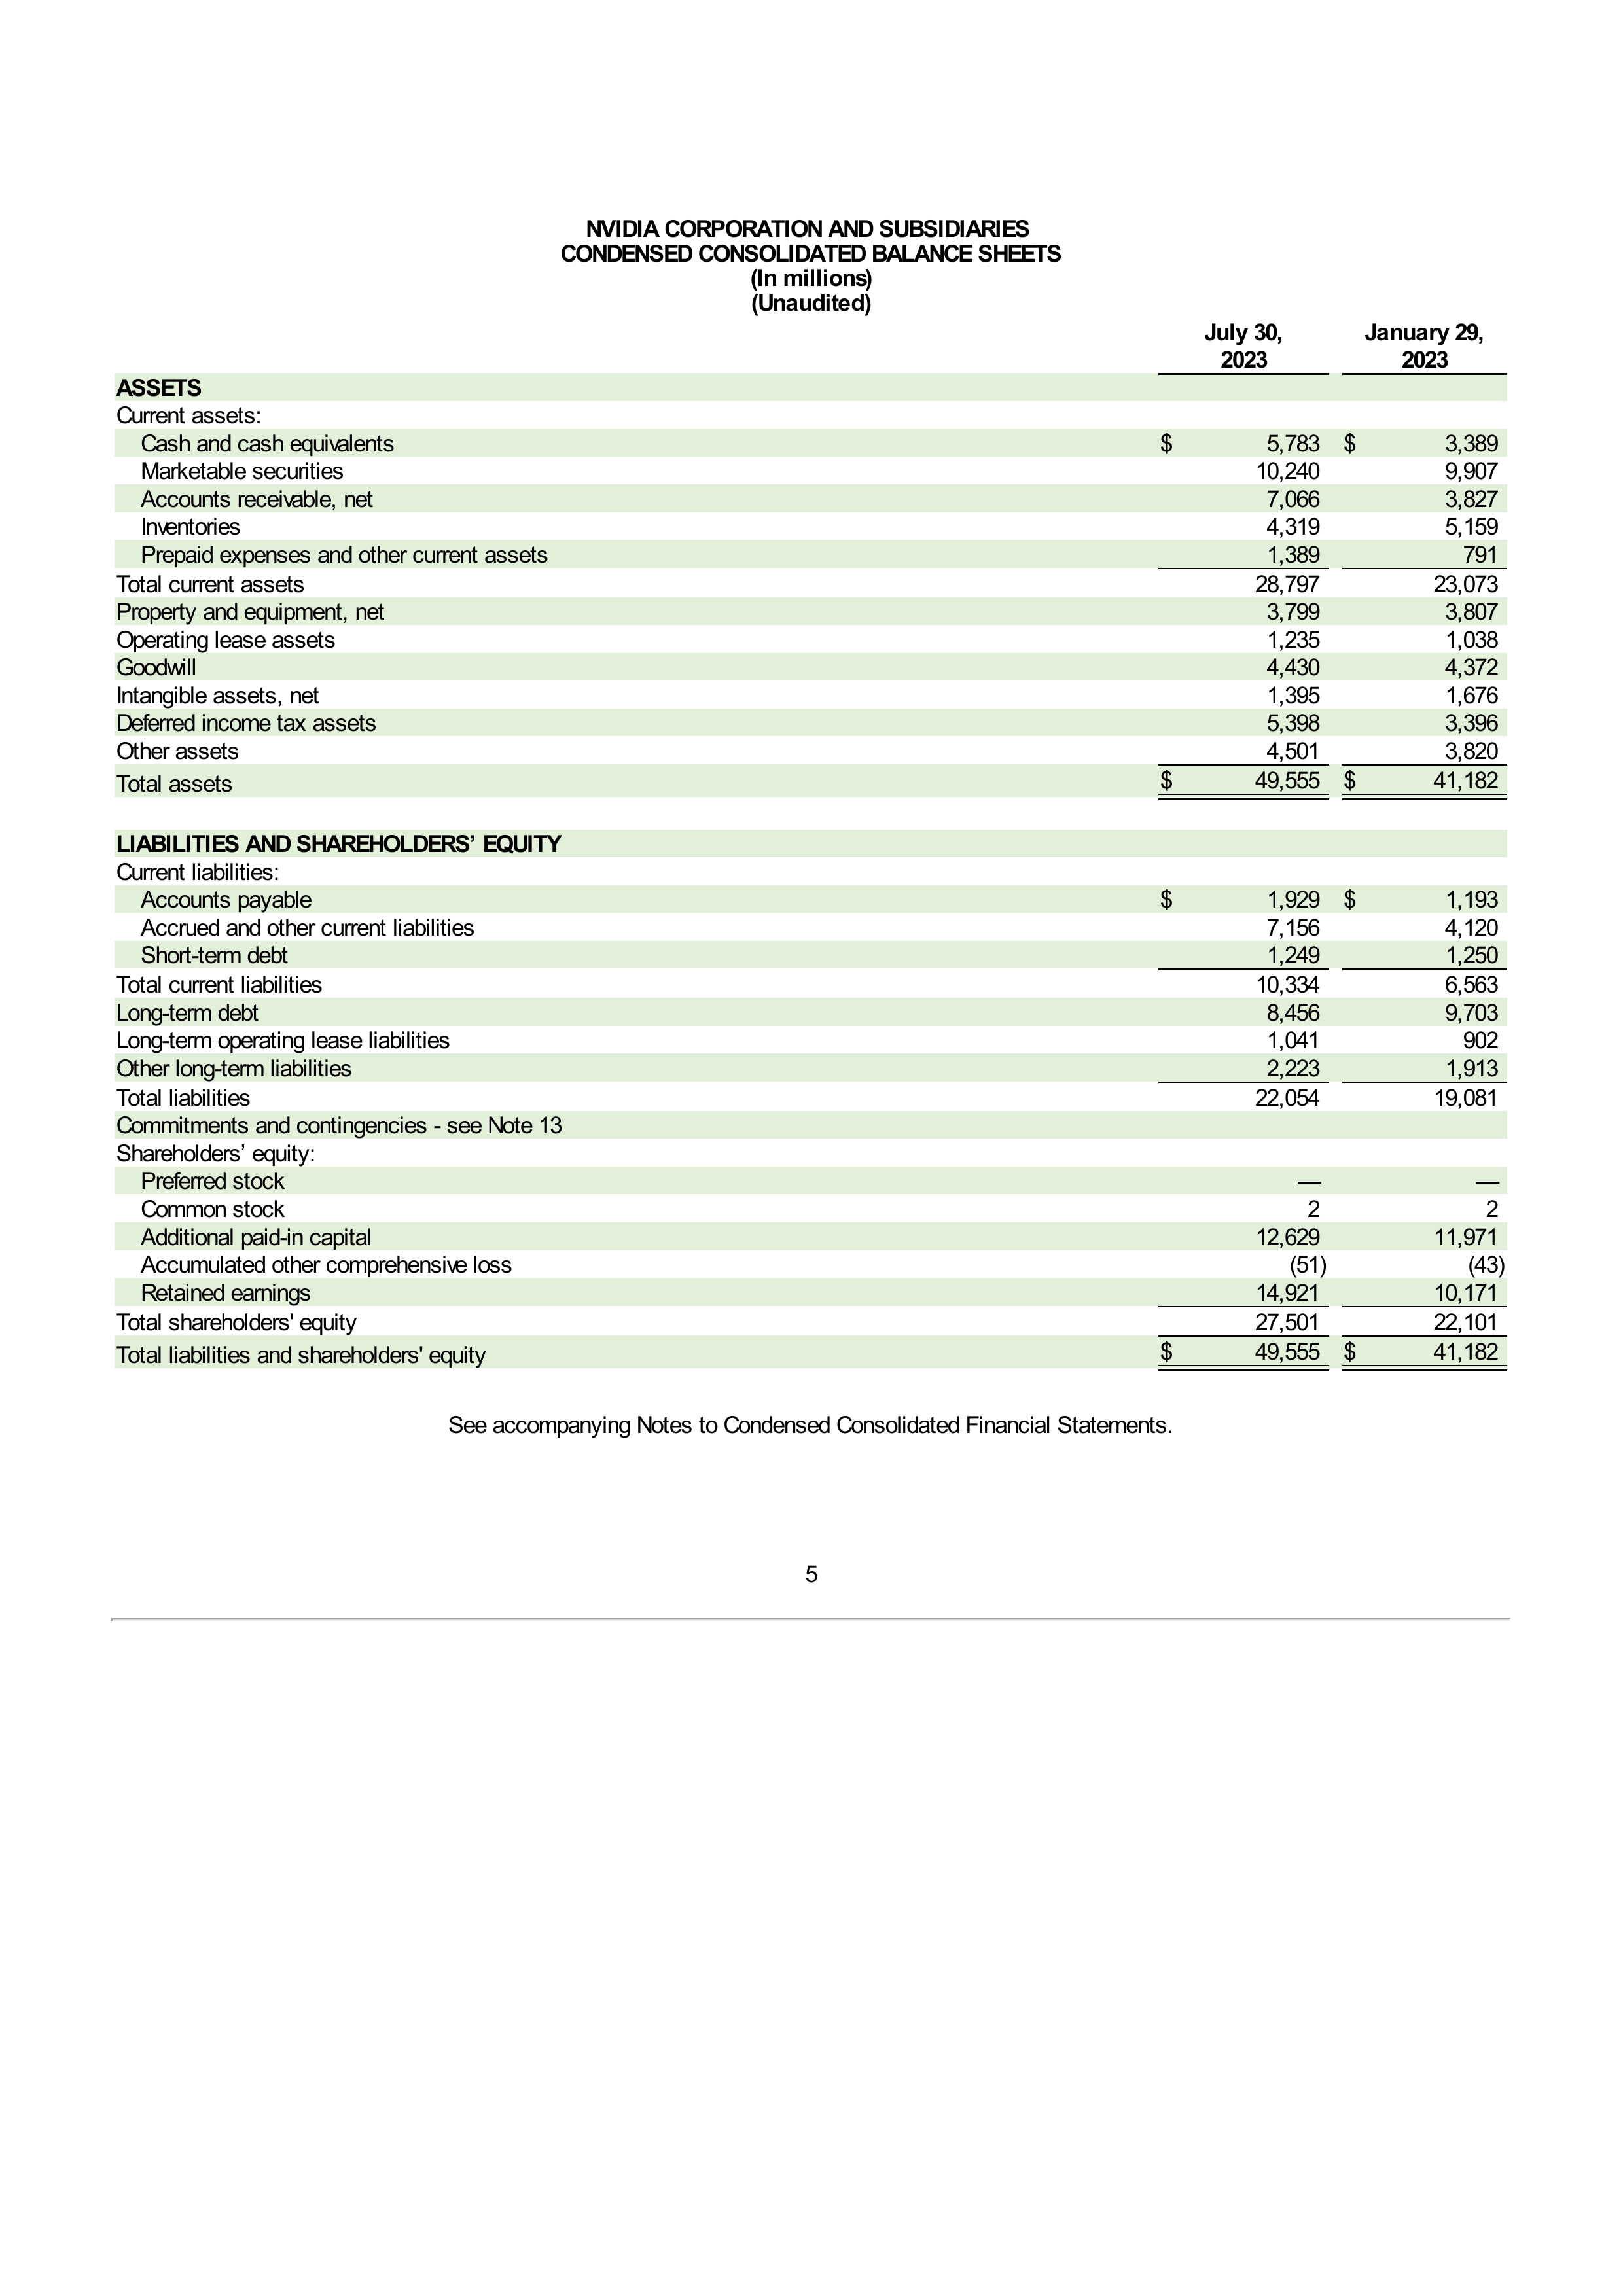 NVIDIA CORPORATION AND SUBSIDIARIES
CONDENSED CONSOLIDATED BALANCE SHEETS
(In millions)
(Unaudited)
July 30, January 29,
2023 2023
ASSETS
Current assets:
Cash and cash equivalents $ 5,783 $ 3,389
Marketable securities 10,240 9,907
Accounts receivable, net 7,066 3,827
Inventories 4,319 5,159
Prepaid expenses and other current assets 1,389 791
Total current assets 28,797 23,073
Property and equipment, net 3,799 3,807
Operating lease assets 1,235 1,038
Goodwill 4,430 4,372
Intangible assets, net 1,395 1,676
Deferred income tax assets 5,398 3,396
Other assets 4,501 3,820
Total assets $ 49,555 $ 41,182
LIABILITIES AND SHAREHOLDERS’ EQUITY
Current liabilities:
Accounts payable $ 1,929 $ 1,193
Accrued and other current liabilities 7,156 4,120
Short-term debt 1,249 1,250
Total current liabilities 10,334 6,563
Long-term debt 8,456 9,703
Long-term operating lease liabilities 1,041 902
Other long-term liabilities 2,223 1,913
Total liabilities 22,054 19,081
Commitments and contingencies - see Note 13
Shareholders’ equity:
Preferred stock — —
Common stock 2 2
Additional paid-in capital 12,629 11,971
Accumulated other comprehensive loss (51) (43)
Retained earnings 14,921 10,171
Total shareholders' equity 27,501 22,101
Total liabilities and shareholders' equity $ 49,555 $ 41,182
See accompanying Notes to Condensed Consolidated Financial Statements.
5